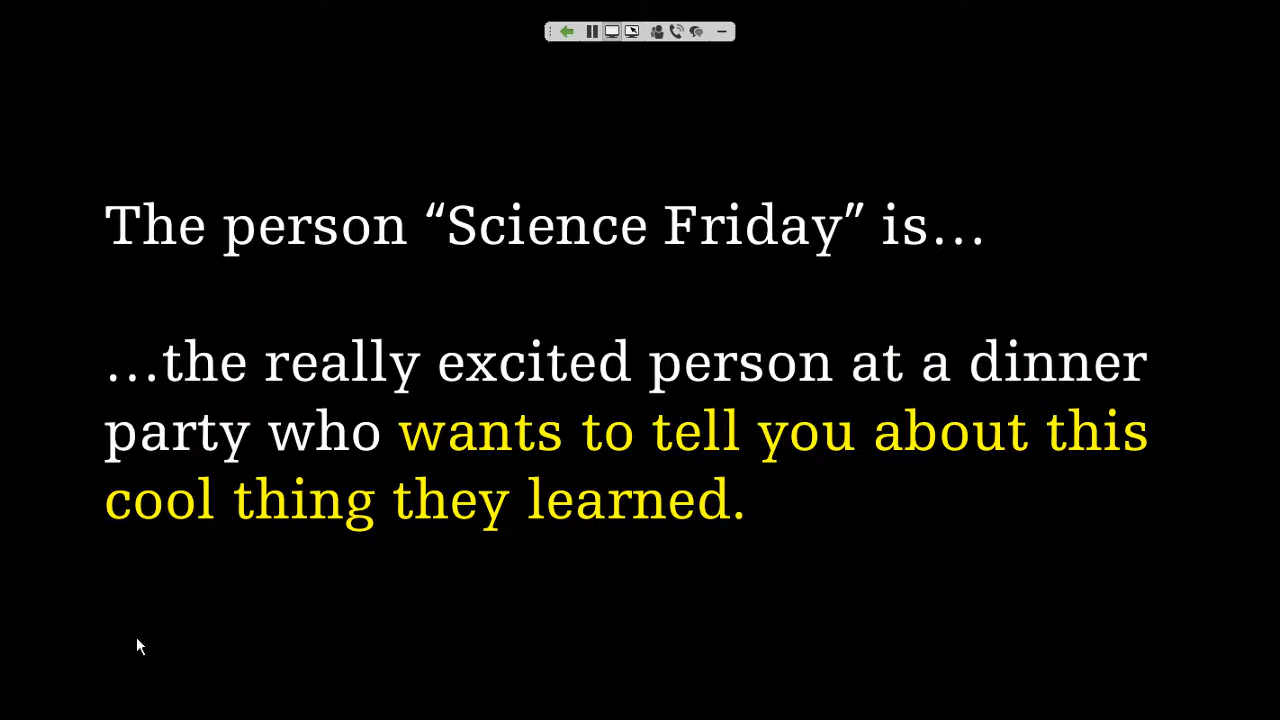 The person “Science Friday” is…
…the really excited person at a dinner
party who wants to tell you about this
cool thing they learned.